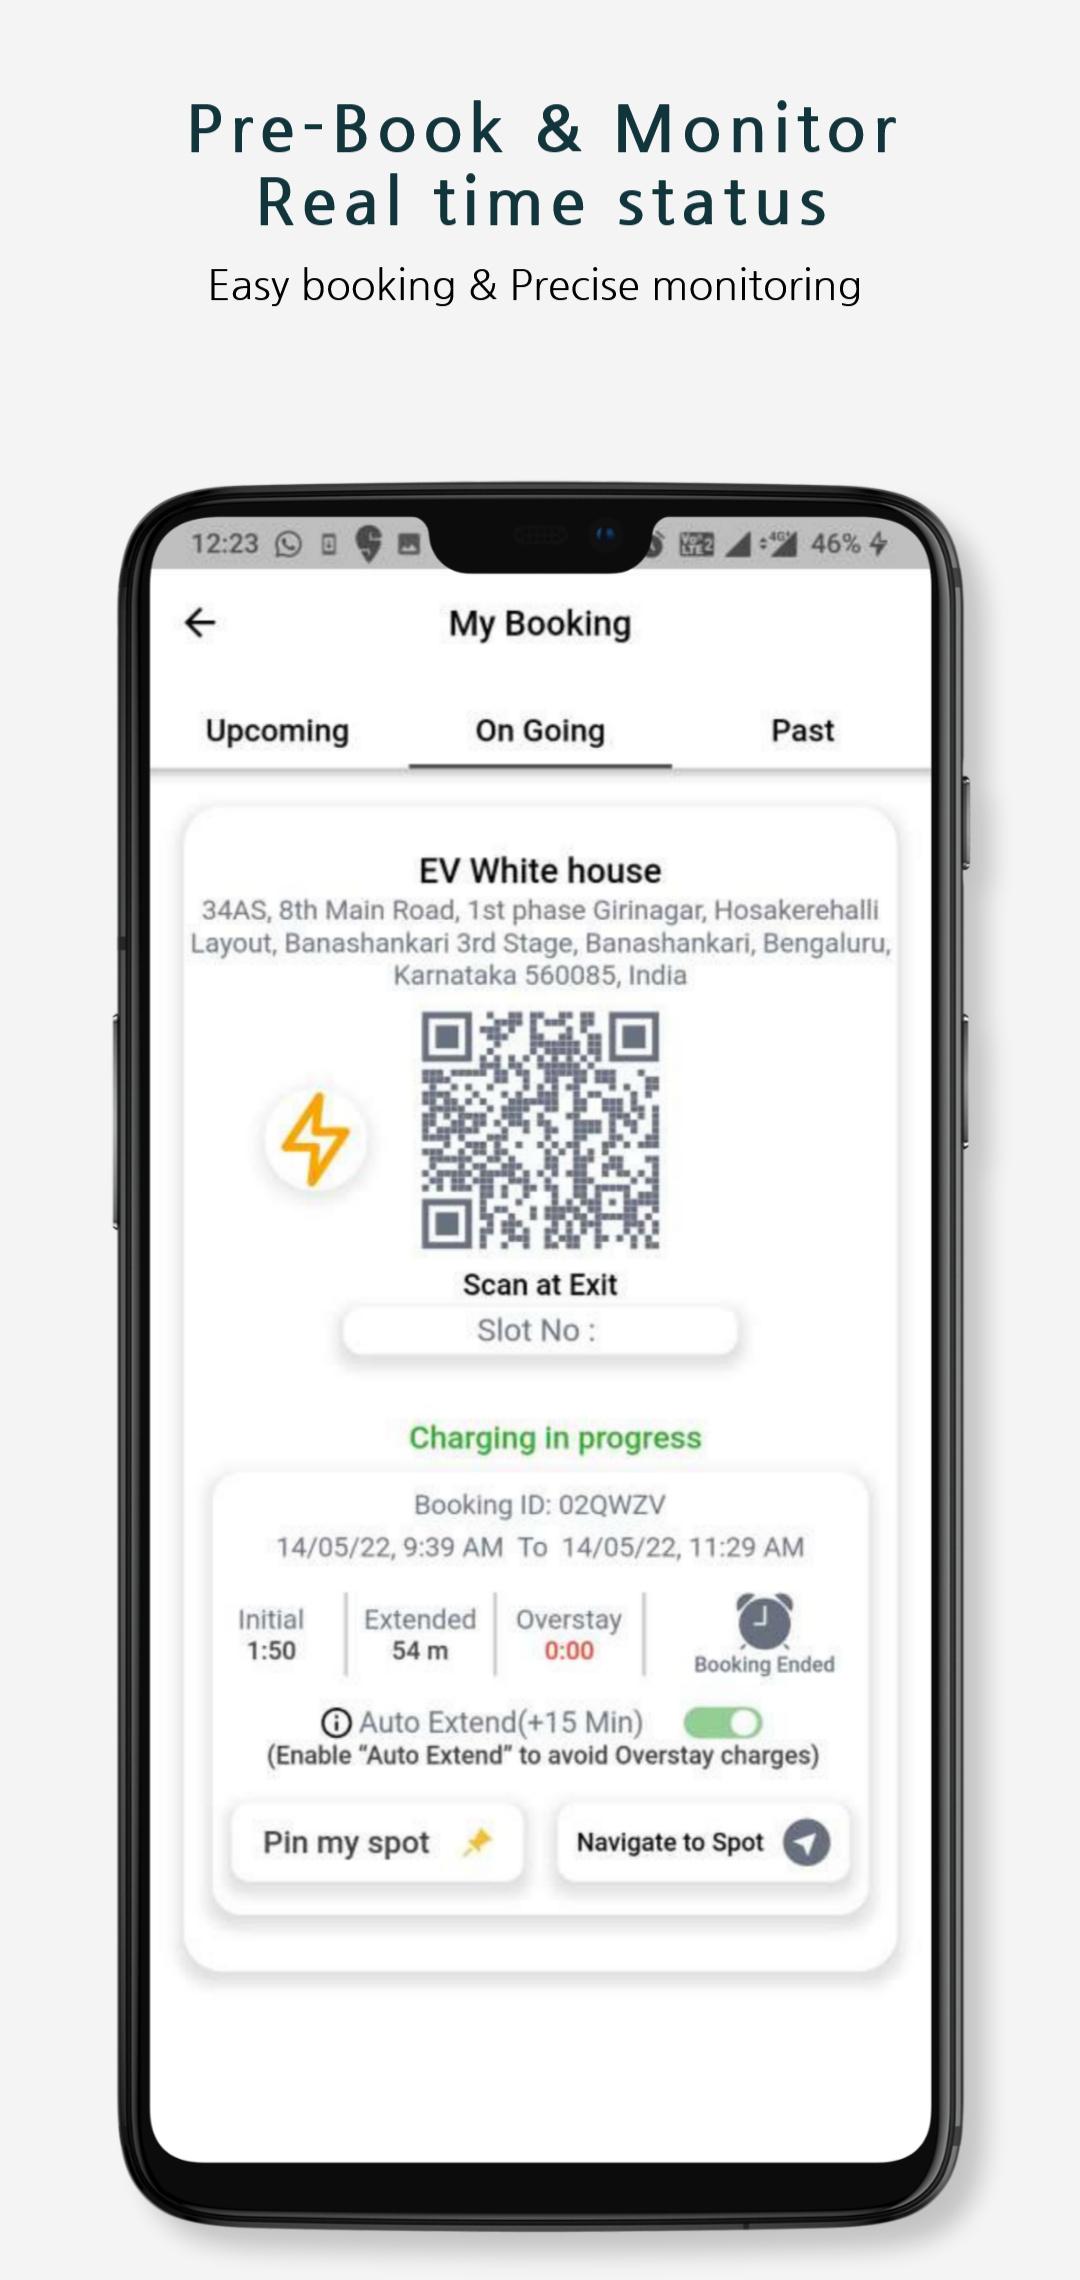 Pre-Book & Monitor
Real time status
Easy booking & Precise monitoring
12:23 46%
My Booking
Upcoming On Going Past
EV White house
34AS, 8th Main Road, 1st phase Girinagar, Hosakerehalli
Layout, Banashankari 3rd Stage, Banashankari, Bengaluru,
Karnataka 560085, India
Scan at Exit
Slot No :
Charging in progress
Booking ID: 02QWZV
14/05/22, 9:39 AM To 14/05/22, 11:29 AM
Initial Extended Overstay
1:50 54 m 0:00
Booking Ended
Auto Extend(+15 Min)
(Enable “Auto Extend” to avoid Overstay charges)
Pin my spot Navigate to Spot